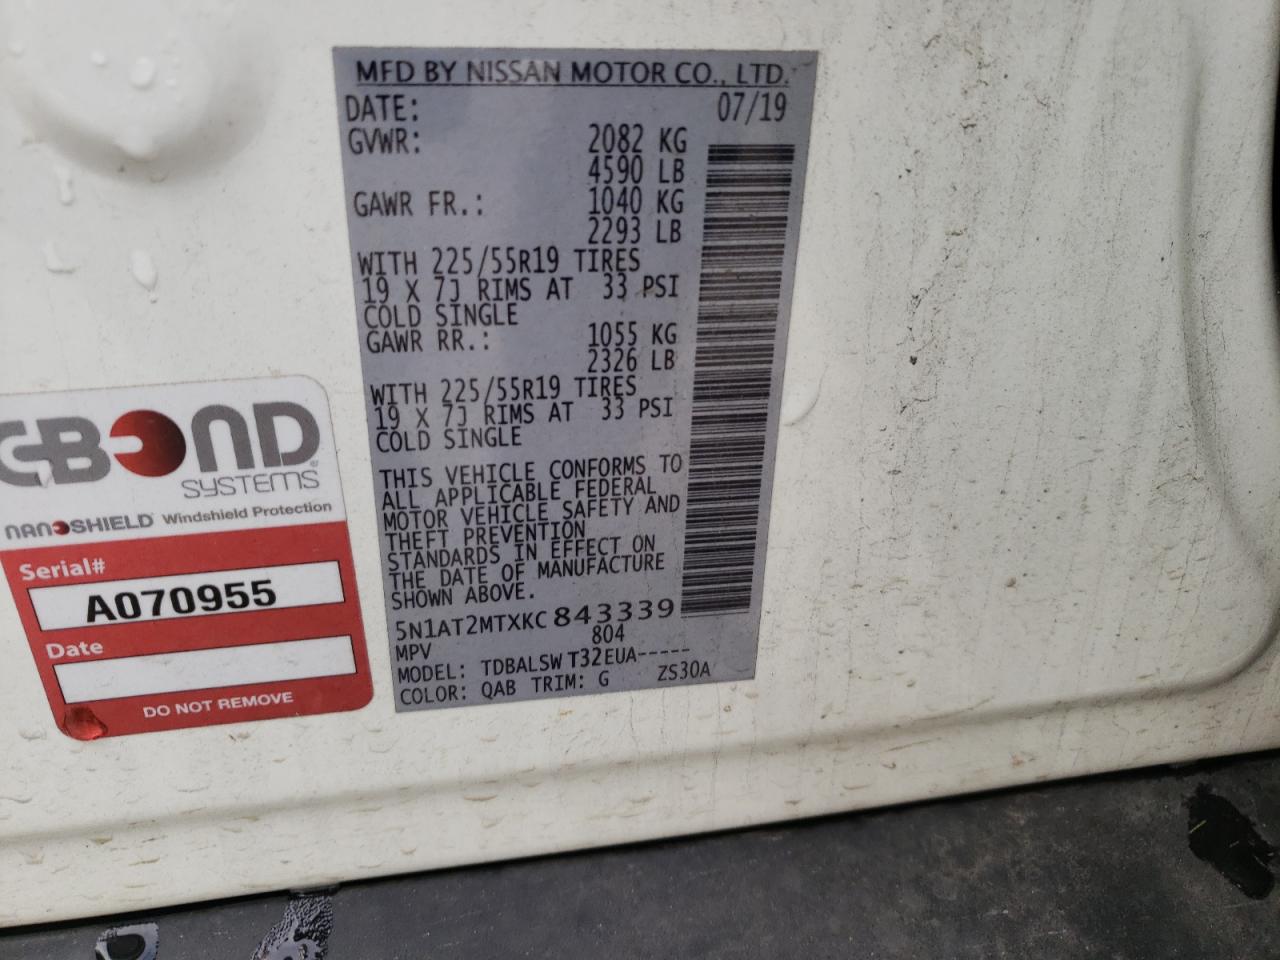 MFD BY NISSAN MOTOR CO., LTD.
DATE: 07/19
GVWR: 2082 KG
4590 LB
GAWR FR.: 1040 KG
2293 LB
WITH 225/55R19 TIRES
19 X 7J RIMS AT 33 PSI
COLD SINGLE
GAWR RR.: 1055 KG
2326 LB
WITH 225/55R19 TIRES
19 X 7J RIMS AT 33 PSI
COLD SINGLE
THIS VEHICLE CONFORMS TO
ALL APPLICABLE FEDERAL
MOTOR VEHICLE SAFETY AND
THEFT PREVENTION
STANDARDS IN EFFECT ON
THE DATE OF MANUFACTURE
SHOWN ABOVE.
5N1AT2MTXKC843339
MPV 804
MODEL: TDBALSW T32EUA-----
COLOR: QAB TRIM: G ZS30A
GBOND
SYSTEMS®
NANOSHIELD Windshield Protection
Serial#
A070955
Date
DO NOT REMOVE